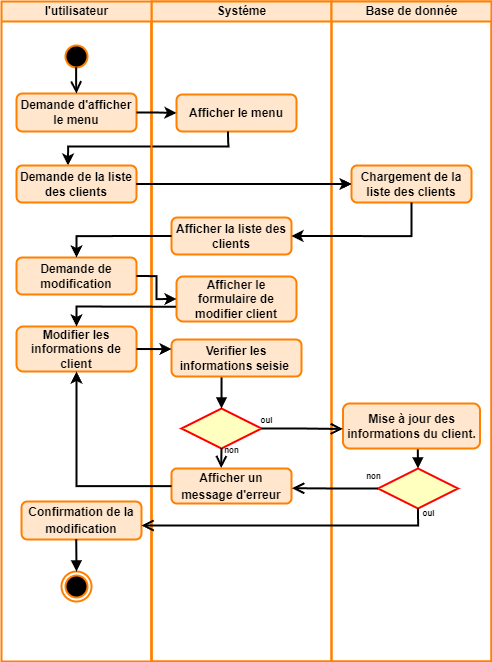 l'utilisateur
Système
Base de donnée
Demande d'afficher
le menu
Afficher le menu
Demande de la liste
des clients
Chargement de la
liste des clients
Afficher la liste des
clients
Demande de
modification
Afficher le
formulaire de
modifier client
Modifier les
informations de
client
Verifier les
informations seisie
oui
non
Mise à jour des
informations du client.
Afficher un
message d'erreur
non
oui
Confirmation de la
modification